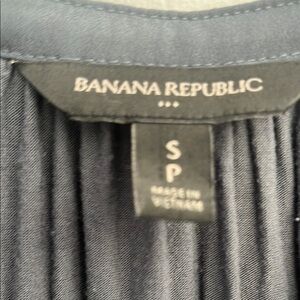 BANANA REPUBLIC
S
P
MADE IN
VIETNAM